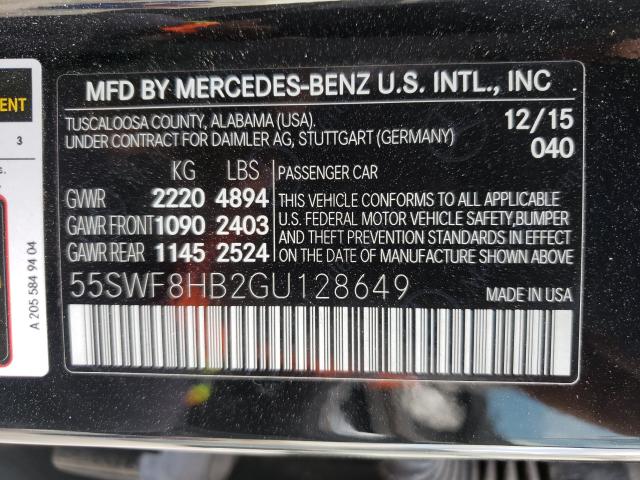 MFD BY MERCEDES-BENZ U.S. INTL., INC
TUSCALOOSA COUNTY, ALABAMA (USA). 12/15
UNDER CONTRACT FOR DAIMLER AG, STUTTGART (GERMANY) 040
KG LBS PASSENGER CAR
GVWR 2220 4894 THIS VEHICLE CONFORMS TO ALL APPLICABLE
GAWR FRONT 1090 2403 U.S. FEDERAL MOTOR VEHICLE SAFETY, BUMPER
AND THEFT PREVENTION STANDARDS IN EFFECT
GAWR REAR 1145 2524 ON THE DATE OF MANUFACTURE SHOWN ABOVE
55SWF8HB2GU128649 MADE IN USA
3
A 205 584 94 04